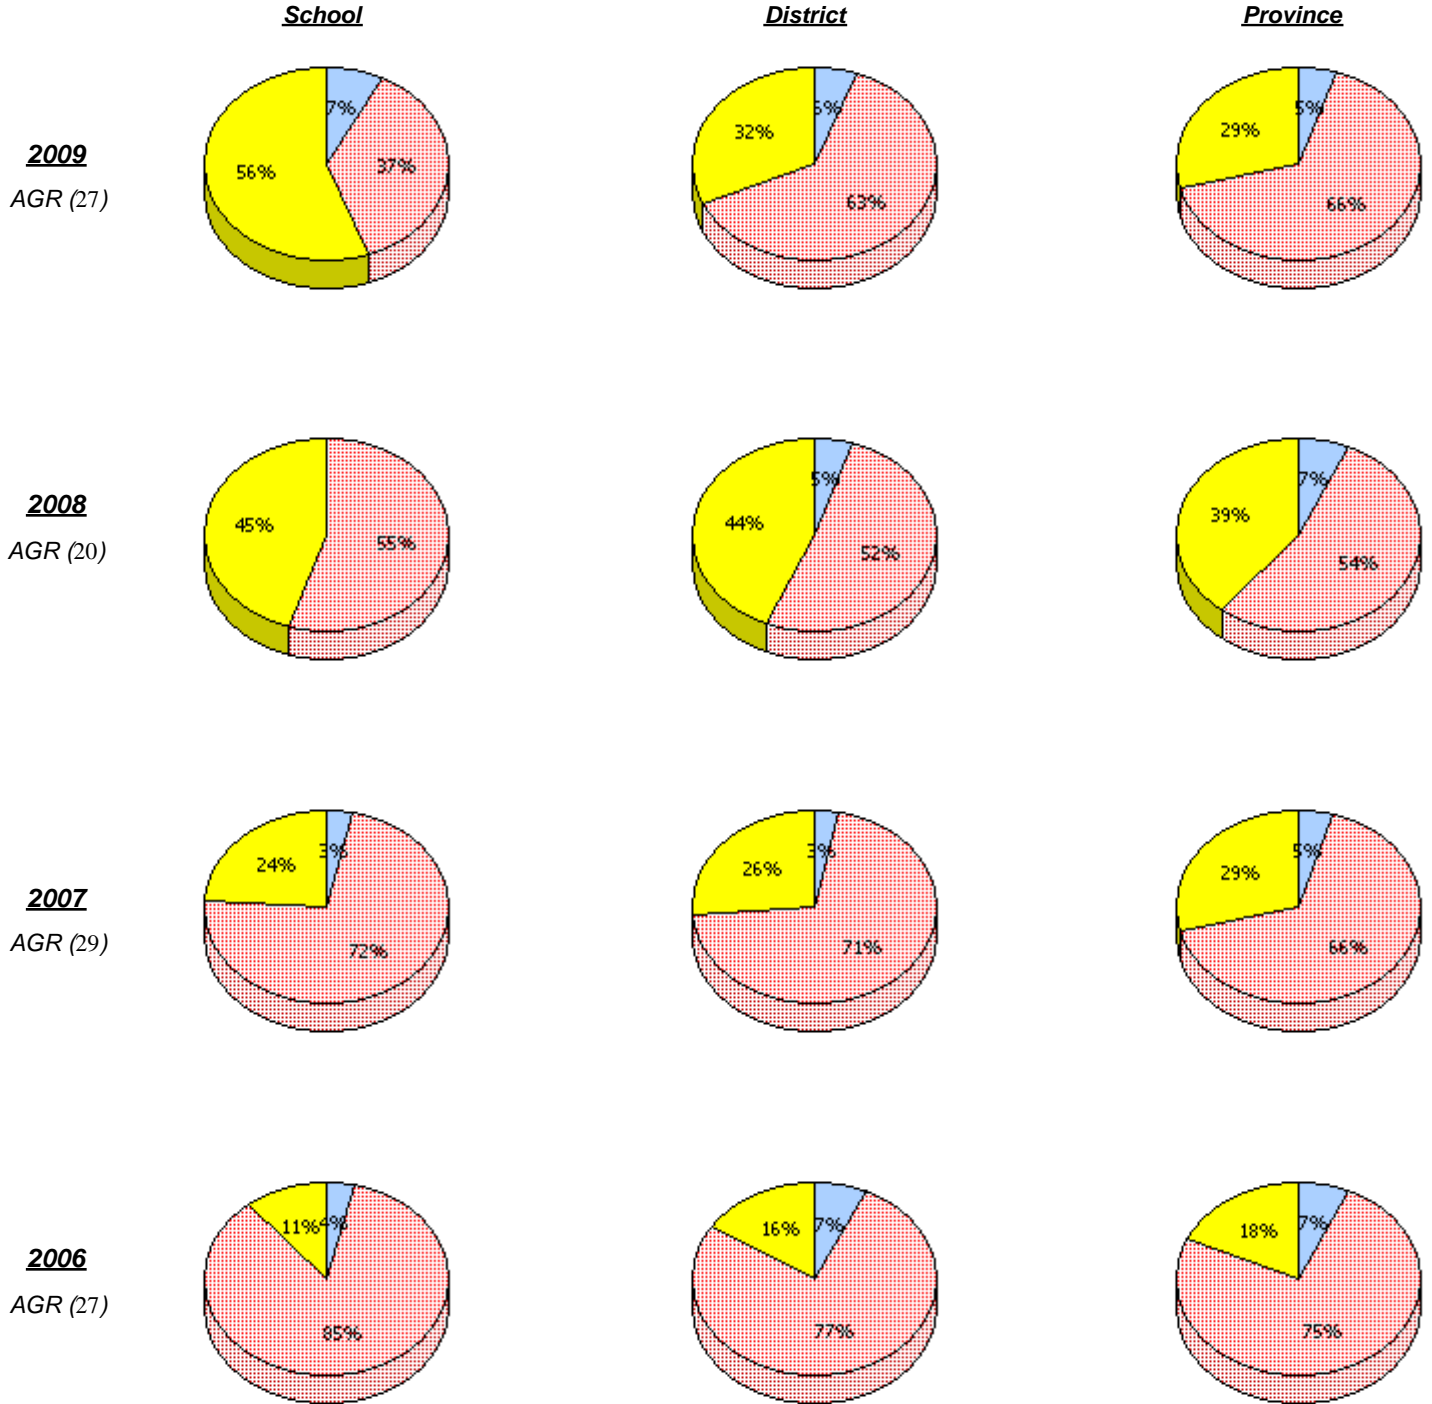 School District Province
7% 5% 5%
32% 29%
2009 56% 37%
AGR (27) 63% 66%
5% 7%
2008 45% 55% 44% 52% 39% 54%
AGR (20)
3% 3% 5%
24% 26% 29%
2007
AGR (29) 72% 71% 66%
11% 4% 16% 7% 18% 7%
2006
AGR (27) 85% 77% 75%